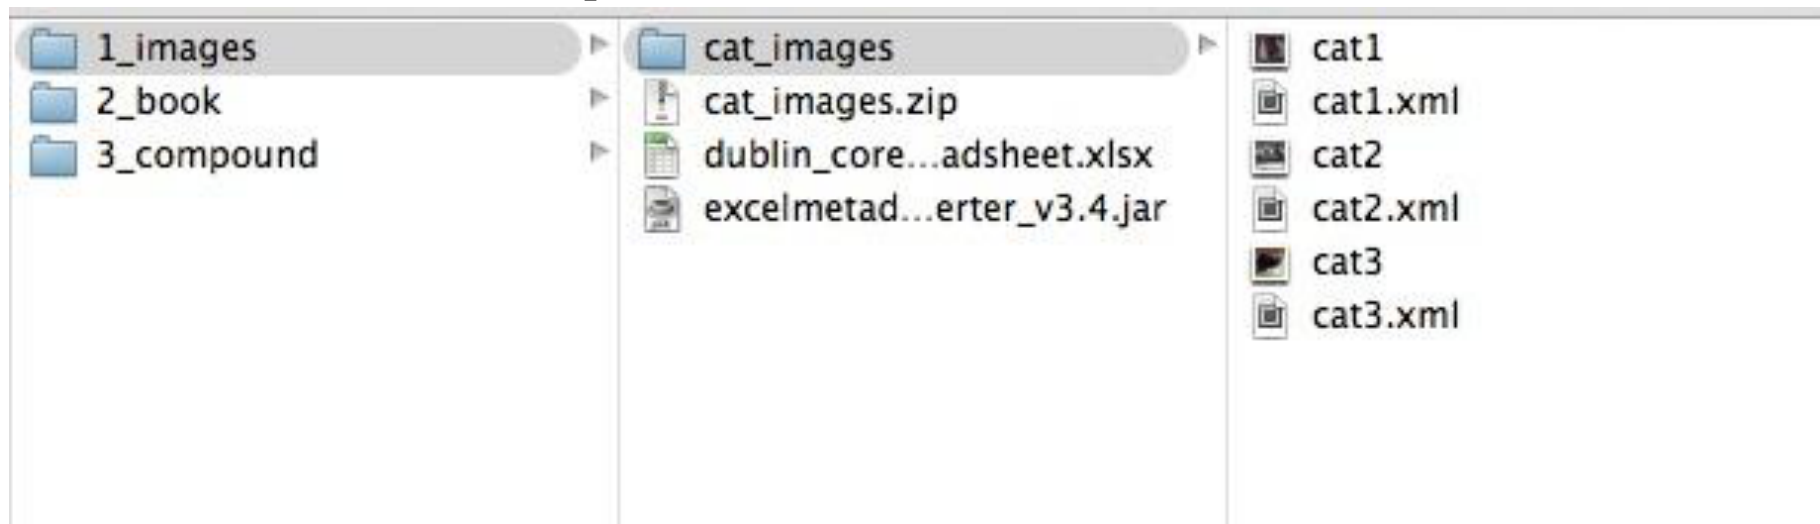 1_images
2_book
3_compound
cat_images
cat_images.zip
dublin_core...adsheet.xlsx
excelmetad...erter_v3.4.jar
cat1
cat1.xml
cat2
cat2.xml
cat3
cat3.xml